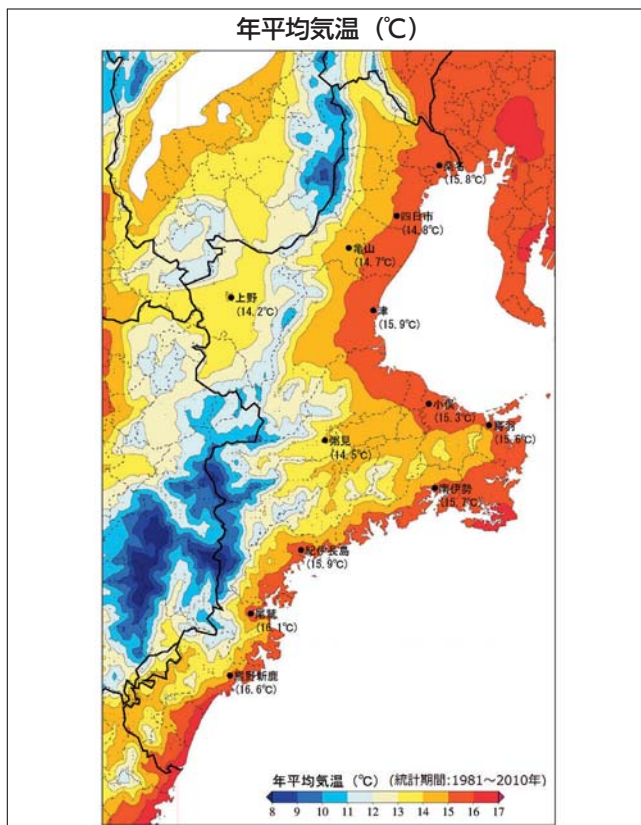 年平均気温（℃）
桑名
(15.8℃)
四日市
(14.8℃)
亀山
(14.7℃)
上野
(14.2℃)
津
(15.9℃)
小俣
(15.3℃)
鳥羽
(15.6℃)
粥見
(14.5℃)
南伊勢
(15.7℃)
紀伊長島
(15.9℃)
尾鷲
(16.1℃)
熊野新鹿
(16.6℃)
年平均気温（℃）（統計期間:1981～2010年）
8 9 10 11 12 13 14 15 16 17